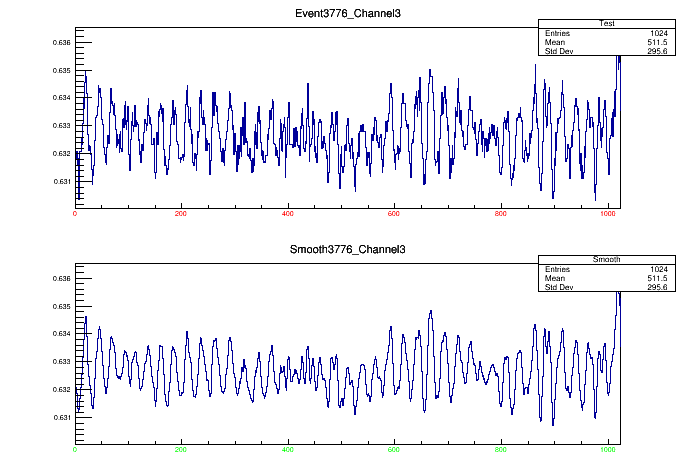 Event3776_Channel3
Test
Entries 1024
Mean 511.5
Std Dev 295.6
0.636
0.635
0.634
0.633
0.632
0.631
0 200 400 600 800 1000
Smooth3776_Channel3
Smooth
Entries 1024
Mean 511.5
Std Dev 295.6
0.636
0.635
0.634
0.633
0.632
0.631
0 200 400 600 800 1000